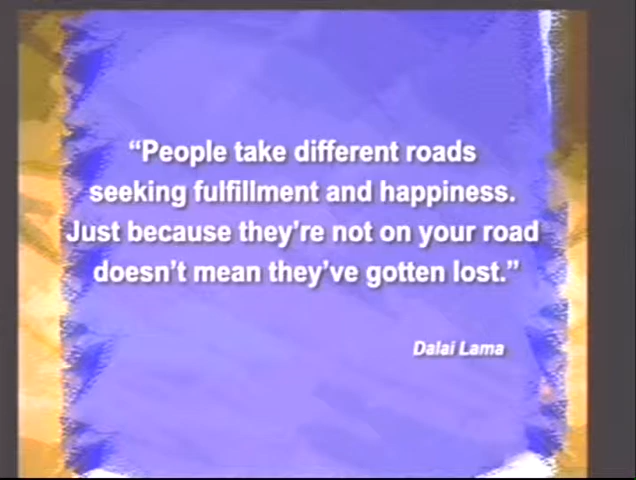 “People take different roads
seeking fulfillment and happiness.
Just because they’re not on your road
doesn’t mean they’ve gotten lost.”
Dalai Lama